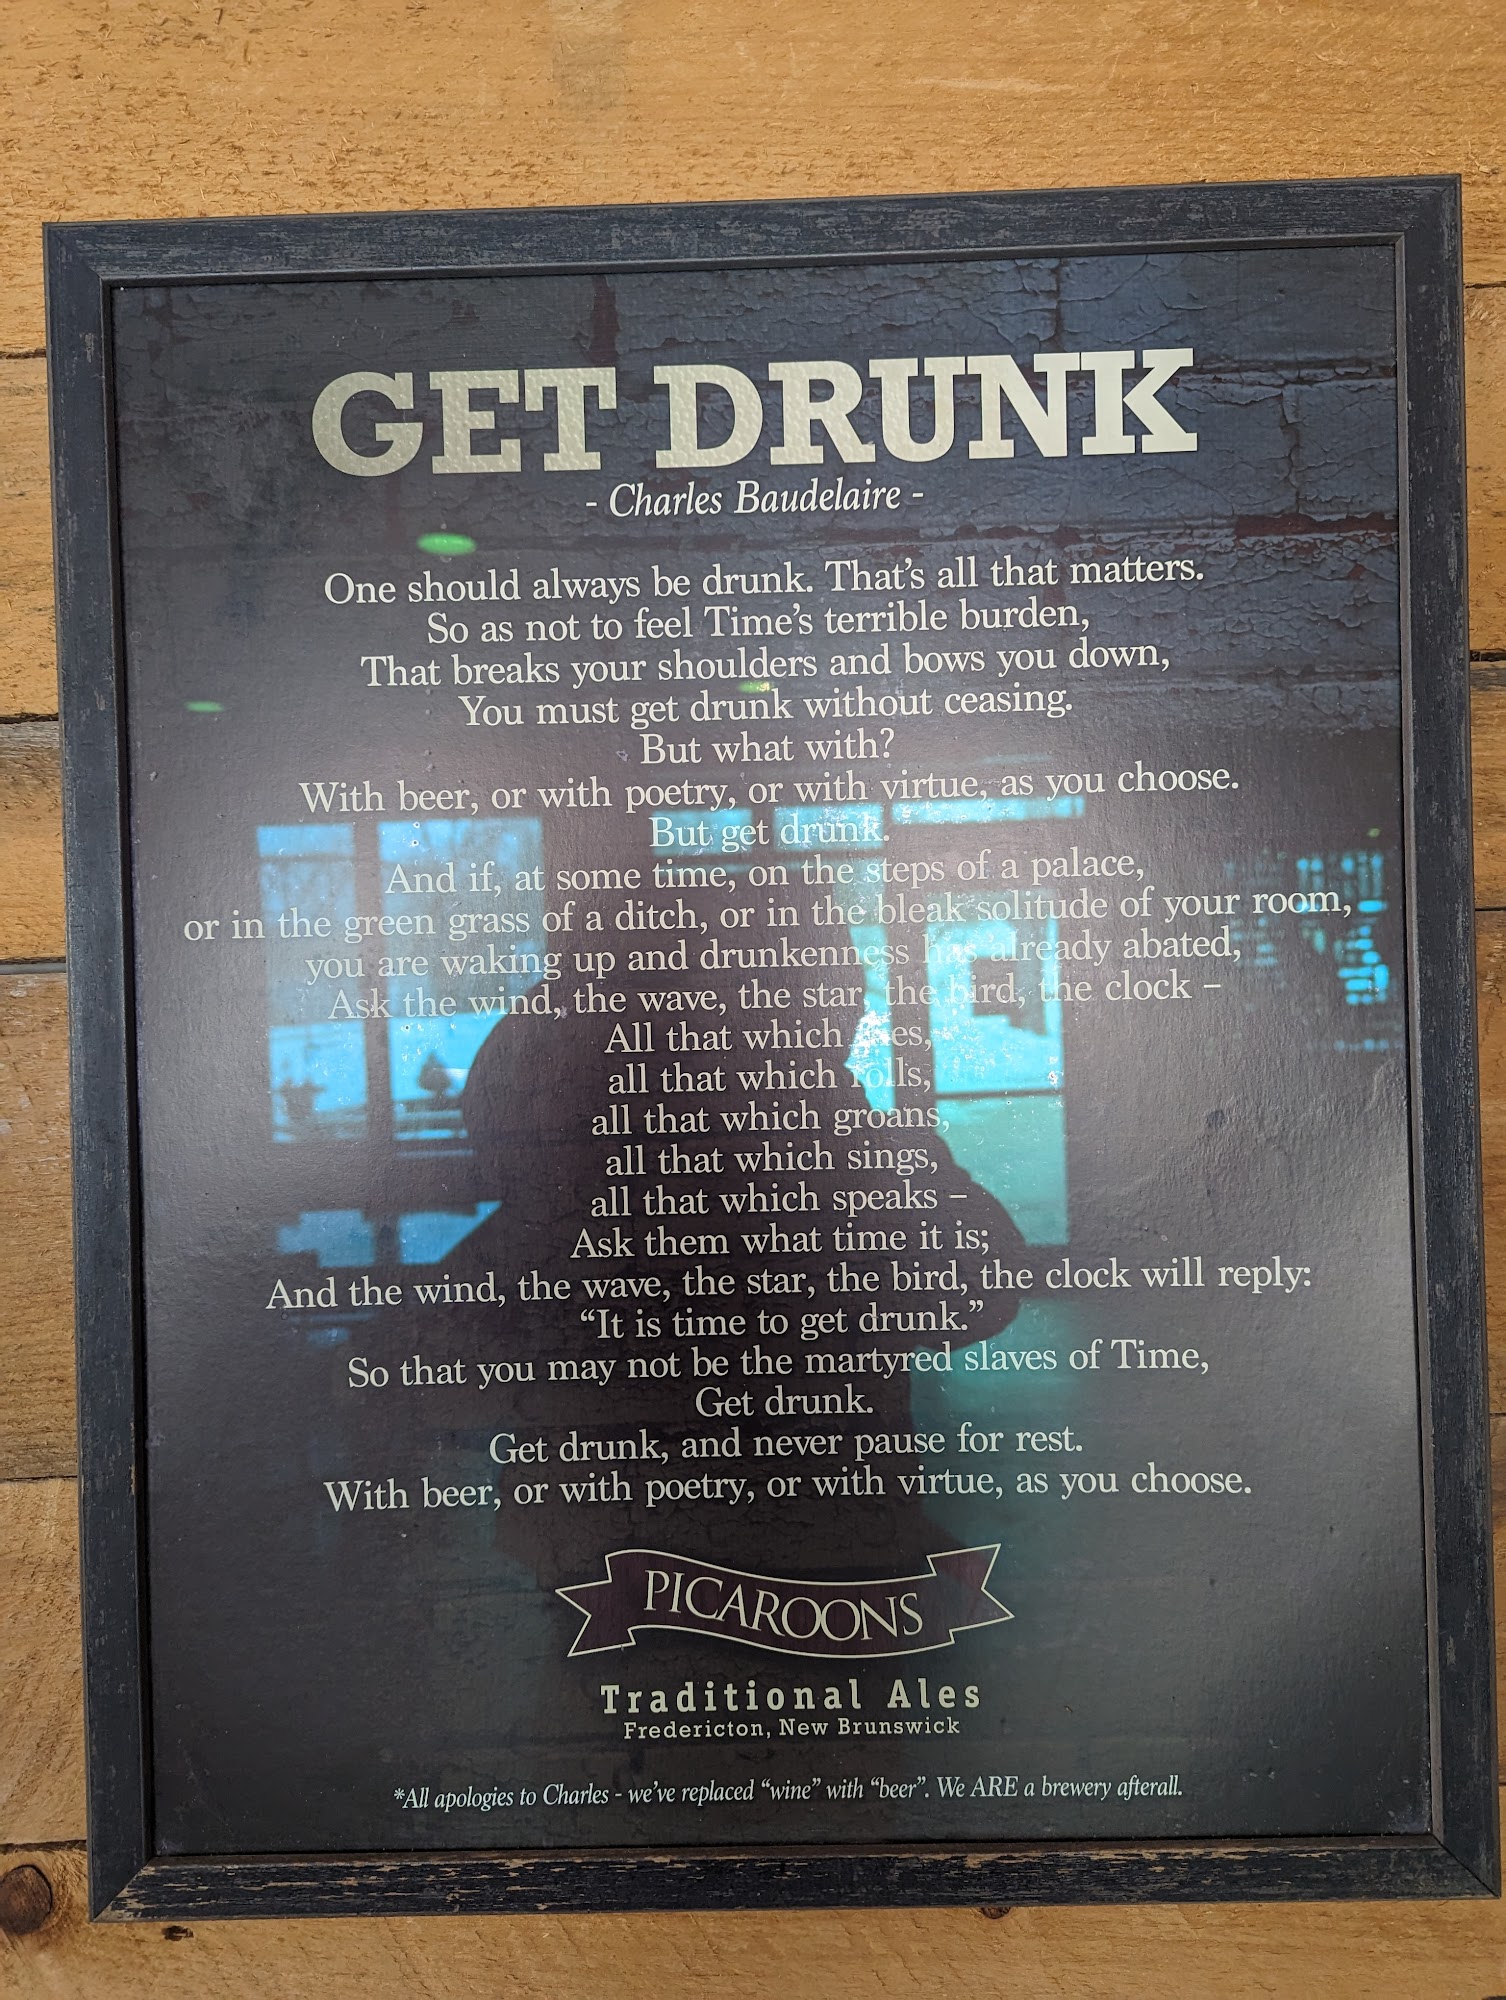 GET DRUNK
- Charles Baudelaire -
One should always be drunk. That's all that matters.
So as not to feel Time's terrible burden,
That breaks your shoulders and bows you down,
You must get drunk without ceasing.
But what with?
With beer, or with poetry, or with virtue, as you choose.
But get drunk.
And if, at some time, on the steps of a palace,
or in the green grass of a ditch, or in the bleak solitude of your room,
you are waking up and drunkenness has already abated,
Ask the wind, the wave, the star, the bird, the clock –
All that which
all that which rolls,
all that which groans,
all that which sings,
all that which speaks –
Ask them what time it is;
And the wind, the wave, the star, the bird, the clock will reply:
“It is time to get drunk.”
So that you may not be the martyred slaves of Time,
Get drunk.
Get drunk, and never pause for rest.
With beer, or with poetry, or with virtue, as you choose.
PICAROONS
Traditional Ales
Fredericton, New Brunswick
*All apologies to Charles - we've replaced “wine” with “beer”. We ARE a brewery afterall.